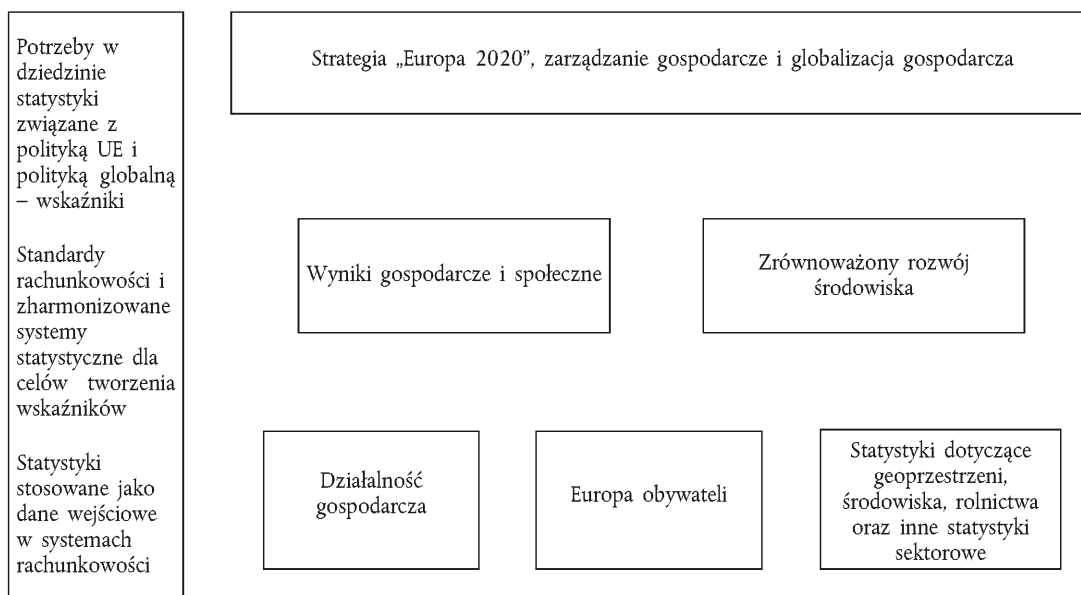 Potrzeby w
dziedzinie
statystyki
związane z
polityką UE i
polityką globalną
– wskaźniki
Standardy
rachunkowości i
zharmonizowane
systemy
statystyczne dla
celów tworzenia
wskaźników
Statystyki
stosowane jako
dane wejściowe
w systemach
rachunkowości
Strategia „Europa 2020”, zarządzanie gospodarcze i globalizacja gospodarcza
Wyniki gospodarcze i społeczne
Zrównoważony rozwój
środowiska
Działalność
gospodarcza
Europa obywateli
Statystyki dotyczące
geoprzestrzeni,
środowiska, rolnictwa
oraz inne statystyki
sektorowe